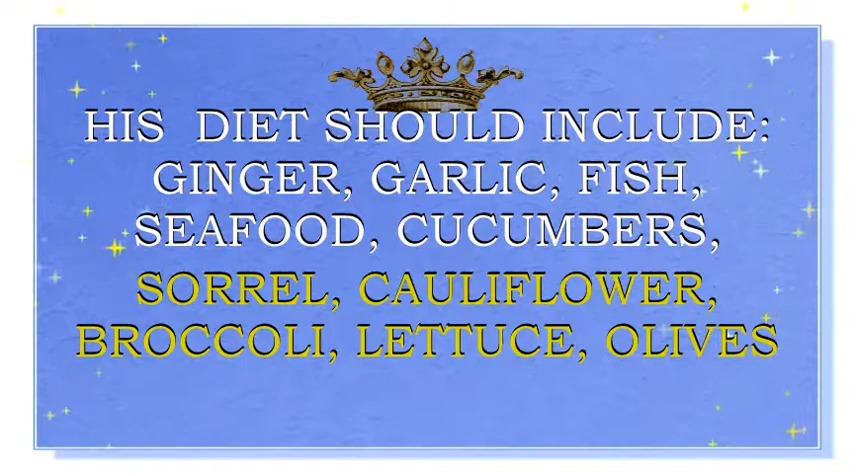 HIS DIET SHOULD INCLUDE:
GINGER, GARLIC, FISH,
SEAFOOD, CUCUMBERS,
SORREL, CAULIFLOWER,
BROCCOLI, LETTUCE, OLIVES